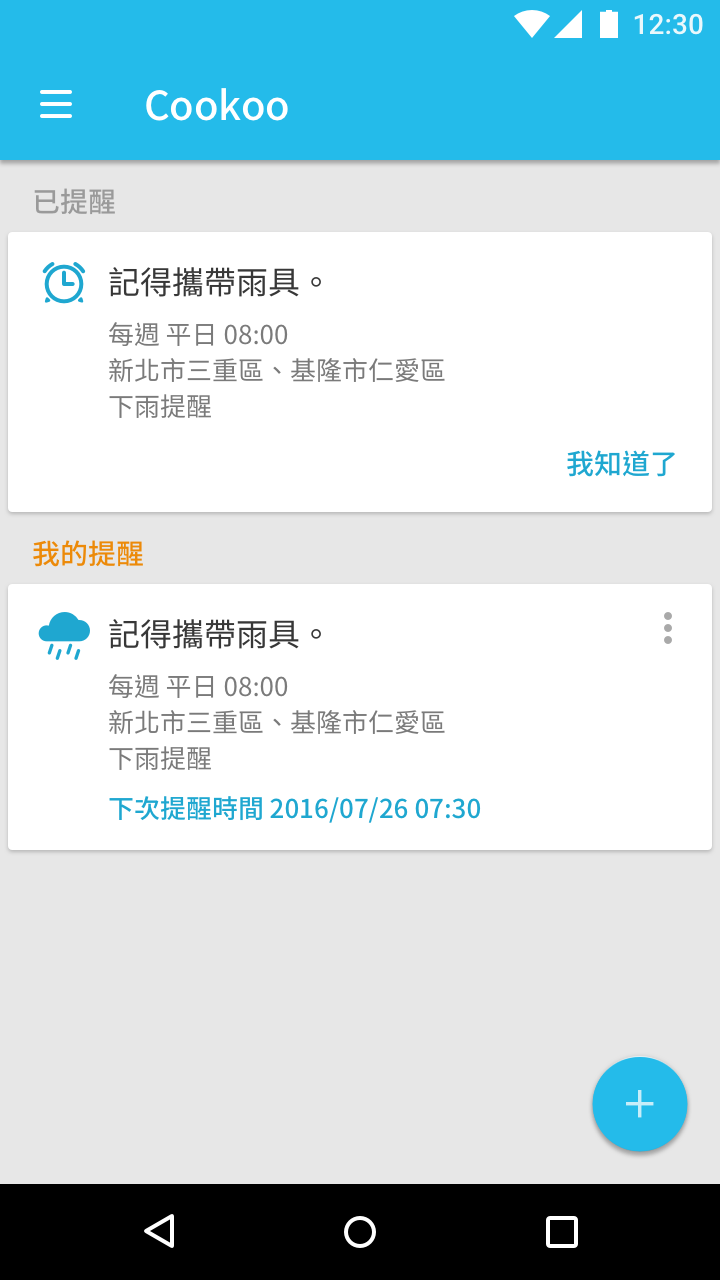 12:30
Cookoo
已提醒
記得攜帶雨具。
每週 平日 08:00
新北市三重區、基隆市仁愛區
下雨提醒
我知道了
我的提醒
記得攜帶雨具。
每週 平日 08:00
新北市三重區、基隆市仁愛區
下雨提醒
下次提醒時間 2016/07/26 07:30